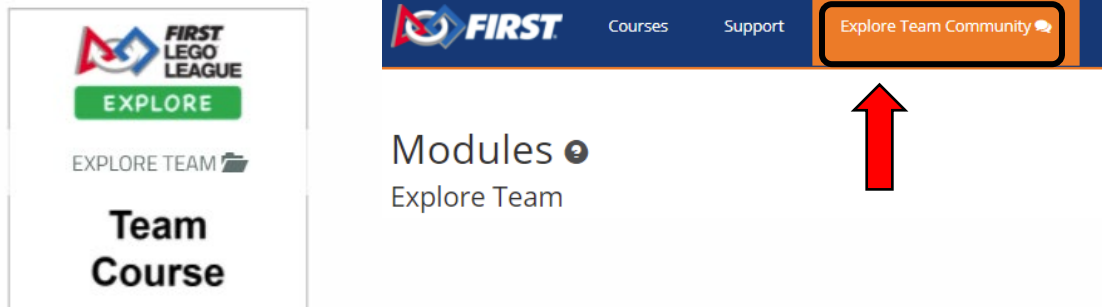 FIRST
LEGO
LEAGUE
EXPLORE
EXPLORE TEAM
Team
Course
FIRST Courses Support Explore Team Community
Modules ?
Explore Team